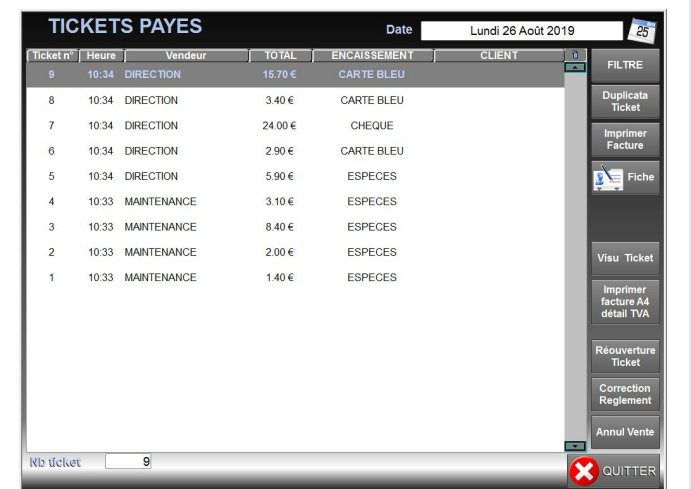 TICKETS PAYES
Date Lundi 26 Août 2019 25
Ticket n° Heure Vendeur TOTAL ENCAISSEMENT CLIENT
9 10:34 DIRECTION 15.70 € CARTE BLEU
8 10:34 DIRECTION 3.40 € CARTE BLEU
7 10:34 DIRECTION 24.00 € CHEQUE
6 10:34 DIRECTION 2.90 € CARTE BLEU
5 10:34 DIRECTION 5.90 € ESPECES
4 10:33 MAINTENANCE 3.10 € ESPECES
3 10:33 MAINTENANCE 8.40 € ESPECES
2 10:33 MAINTENANCE 2.00 € ESPECES
1 10:33 MAINTENANCE 1.40 € ESPECES
Nb ticket 9
FILTRE
Duplicata
Ticket
Imprimer
Facture
Fiche
Visu Ticket
Imprimer
facture A4
détail TVA
Réouverture
Ticket
Correction
Reglement
Annul Vente
QUITTER